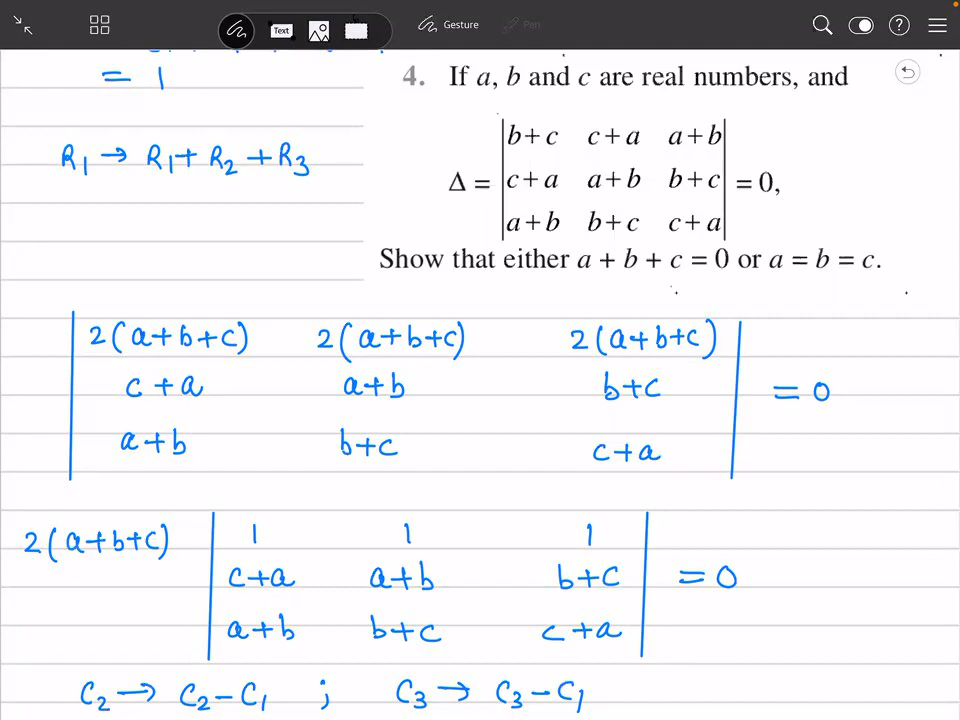 Text Gesture Pen
= 1
R₁ → R₁ + R₂ + R₃
4. If a, b and c are real numbers, and
Δ = |b+c c+a a+b|
|c+a a+b b+c| = 0,
|a+b b+c c+a|
Show that either a + b + c = 0 or a = b = c.
|2(a+b+c) 2(a+b+c) 2(a+b+c)|
|c+a a+b b+c| = 0
|a+b b+c c+a|
2(a+b+c) |1 1 1|
|c+a a+b b+c| = 0
|a+b b+c c+a|
C₂ → C₂ - C₁ ; C₃ → C₃ - C₁